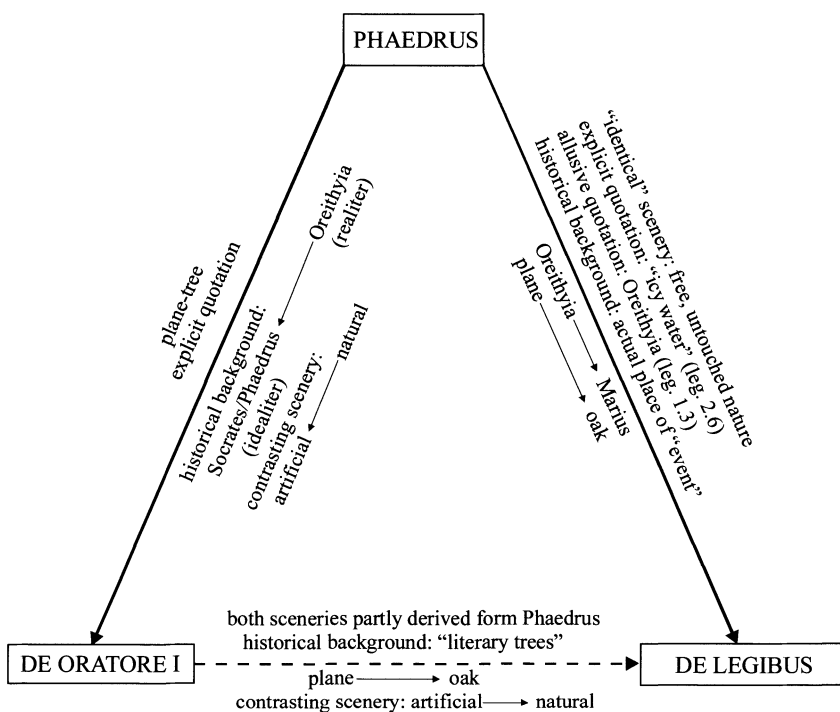 PHAEDRUS
plane-tree
explicit quotation
Oreithyia
(realiter)
historical background:
Socrates/Phaedrus
(idealiter)
contrasting scenery:
natural
artificial
"identical" scenery: free, untouched nature
explicit quotation: "icy water" (leg. 2.6)
allusive quotation: Oreithyia (leg. 1.3)
historical background: actual place of "event"
Oreithyia
Marius
plane
oak
both sceneries partly derived form Phaedrus
historical background: "literary trees"
DE ORATORE I
DE LEGIBUS
plane oak
contrasting scenery: artificial natural